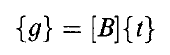 {g} = [B]{t}